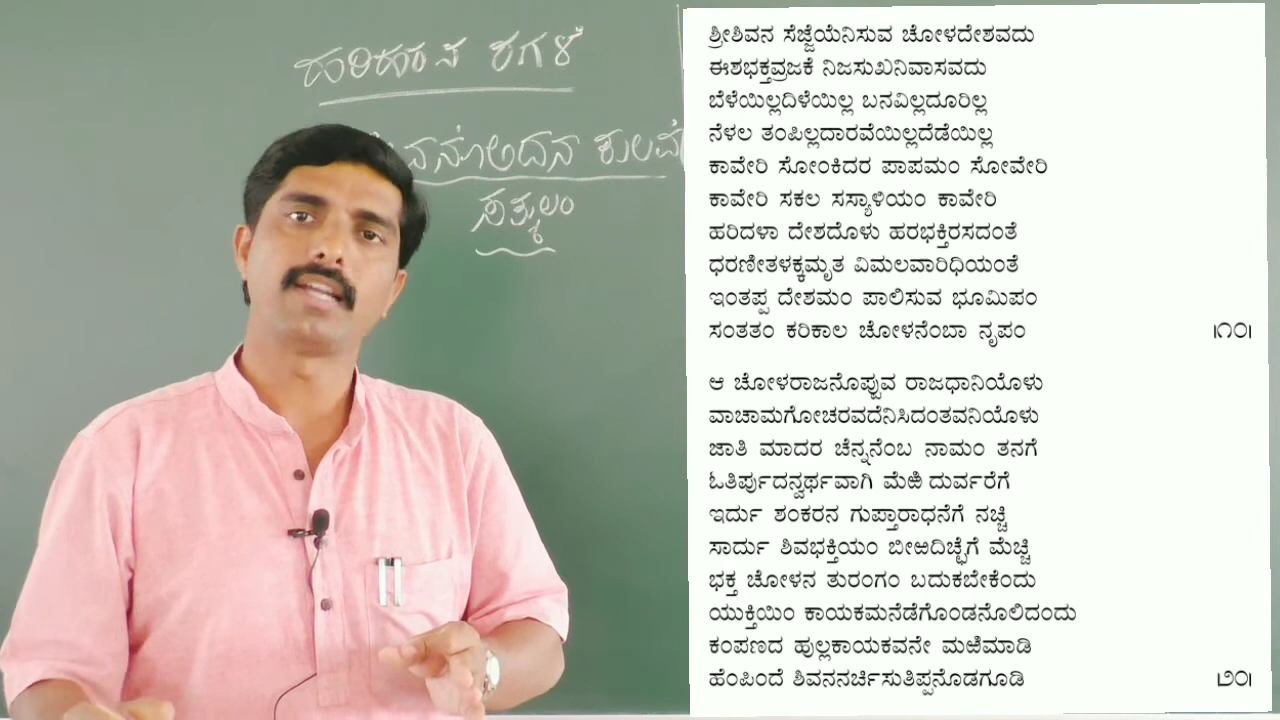 ಹರಿಹರನ ರಗಳೆ
ಕುಲವೇ
ಸತ್ಕುಲಂ
ಶ್ರೀಶಿವನ ಸೆಜ್ಜೆಯೆನಿಸುವ ಚೋಳದೇಶವದು
ಈಶಭಕ್ತವ್ರಜಕೆ ನಿಜಸುಖನಿವಾಸವದು
ಬೆಳೆಯಿಲ್ಲದಿಳೆಯಿಲ್ಲ ಬನವಿಲ್ಲದೂರಿಲ್ಲ
ನೆಳಲ ತಂಪಿಲ್ಲದಾರವೆಯಿಲ್ಲದೆಡೆಯಿಲ್ಲ
ಕಾವೇರಿ ಸೋಂಕಿದರ ಪಾಪಮಂ ಸೋವೇರಿ
ಕಾವೇರಿ ಸಕಲ ಸಸ್ಯಾಳಿಯಂ ಕಾವೇರಿ
ಹರಿದಳಾ ದೇಶದೊಳು ಹರಭಕ್ತಿರಸದಂತೆ
ಧರಣೀತಳಕ್ಕಮೃತ ವಿಮಲವಾರಿಧಿಯಂತೆ
ಇಂತಪ್ಪ ದೇಶಮಂ ಪಾಲಿಸುವ ಭೂಮಿಪಂ
ಸಂತತಂ ಕರಿಕಾಲ ಚೋಳನೆಂಬಾ ನೃಪಂ ।೧೦।
ಆ ಚೋಳರಾಜನೊಪ್ಪುವ ರಾಜಧಾನಿಯೊಳು
ವಾಚಾಮಗೋಚರವದೆನಿಸಿದಂತವನಿಯೊಳು
ಜಾತಿ ಮಾದರ ಚೆನ್ನನೆಂಬ ನಾಮಂ ತನಗೆ
ಓತಿರ್ಪುದನ್ವರ್ಥವಾಗಿ ಮೆಱೆ ದುರ್ವರೆಗೆ
ಇರ್ದು ಶಂಕರನ ಗುಪ್ತಾರಾಧನೆಗೆ ನಚ್ಚಿ
ಸಾರ್ದು ಶಿವಭಕ್ತಿಯಂ ಬೀಱದಿಚ್ಛೆಗೆ ಮೆಚ್ಚಿ
ಭಕ್ತ ಚೋಳನ ತುರಂಗಂ ಬದುಕಬೇಕೆಂದು
ಯುಕ್ತಿಯಿಂ ಕಾಯಕಮನೆಡೆಗೊಂಡನೊಲಿದಂದು
ಕಂಪಣದ ಹುಲ್ಲಕಾಯಕವನೇ ಮಱೆಮಾಡಿ
ಹೆಂಪಿಂದೆ ಶಿವನನರ್ಚಿಸುತಿಪ್ಪನೊಡಗೂಡಿ ।೨೦।